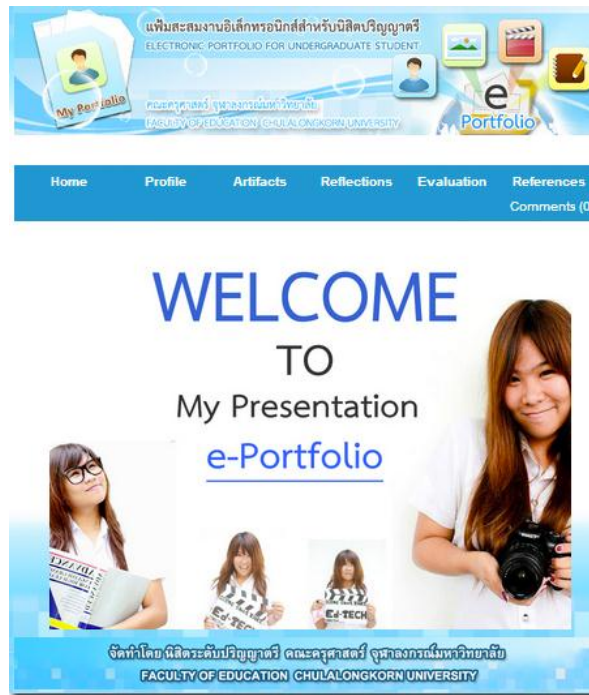 แฟ้มสะสมงานอิเล็กทรอนิกส์สำหรับนิสิตปริญญาตรี
ELECTRONIC PORTFOLIO FOR UNDERGRADUATE STUDENT
My Portfolio
คณะครุศาสตร์ จุฬาลงกรณ์มหาวิทยาลัย
FACULTY OF EDUCATION CHULALONGKORN UNIVERSITY
e
Portfolio
Home Profile Artifacts Reflections Evaluation References
Comments (0
WELCOME
TO
My Presentation
e-Portfolio
ED-TECH
ED-TECH
จัดทำโดย นิสิตระดับปริญญาตรี คณะครุศาสตร์ จุฬาลงกรณ์มหาวิทยาลัย
FACULTY OF EDUCATION CHULALONGKORN UNIVERSITY